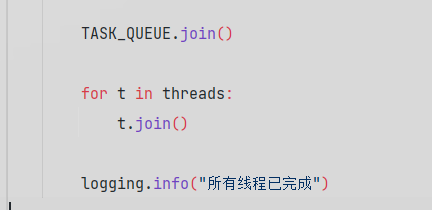 TASK_QUEUE.join()
for t in threads:
    t.join()
logging.info("所有线程已完成")